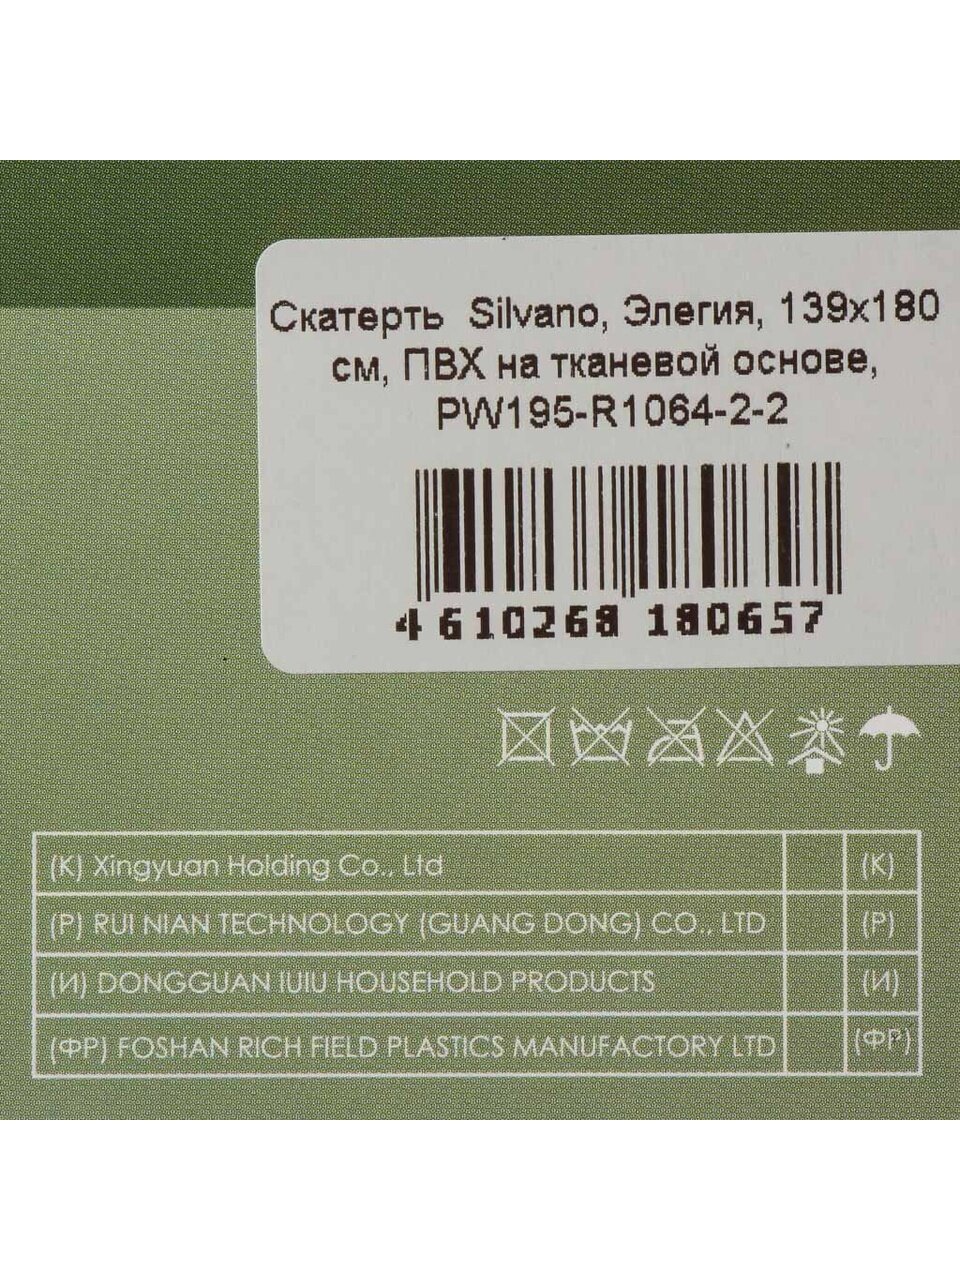 Скатерть Silvano, Элегия, 139x180
см, ПВХ на тканевой основе,
PW195-R1064-2-2
4 610268 180657
(К) Xingyuan Holding Co., Ltd (К)
(Р) RUI NIAN TECHNOLOGY (GUANG DONG) CO., LTD (Р)
(И) DONGGUAN IUIU HOUSEHOLD PRODUCTS (И)
(ФР) FOSHAN RICH FIELD PLASTICS MANUFACTORY LTD (ФР)